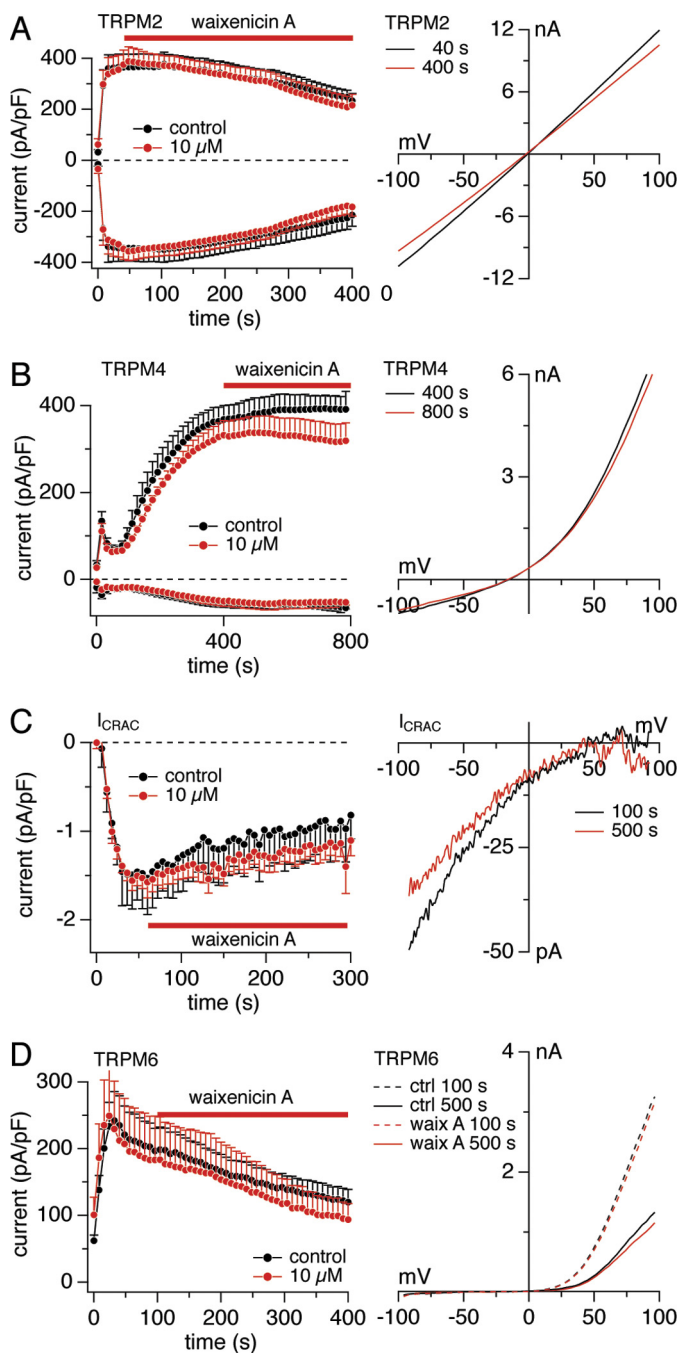 A
TRPM2
waixenicin A
current (pA/pF)
400
200
0
-200
-400
control
10 µM
0
100
200
300
400
time (s)
TRPM2
40 s
400 s
nA
12
6
mV
-100
-50
0
50
100
-6
-12
0
B
TRPM4
waixenicin A
current (pA/pF)
400
200
0
control
10 µM
0
400
800
time (s)
TRPM4
400 s
800 s
6
nA
3
mV
-100
-50
50
100
C
ICRAC
current (pA/pF)
0
-1
-2
control
10 µM
waixenicin A
0
100
200
300
time (s)
ICRAC
mV
-100
-50
50
100
100 s
500 s
-25
-50
pA
D
TRPM6
waixenicin A
current (pA/pF)
300
200
100
0
control
10 µM
0
100
200
300
400
time (s)
TRPM6
ctrl 100 s
ctrl 500 s
waix A 100 s
waix A 500 s
4
nA
2
mV
-100
-50
0
50
100